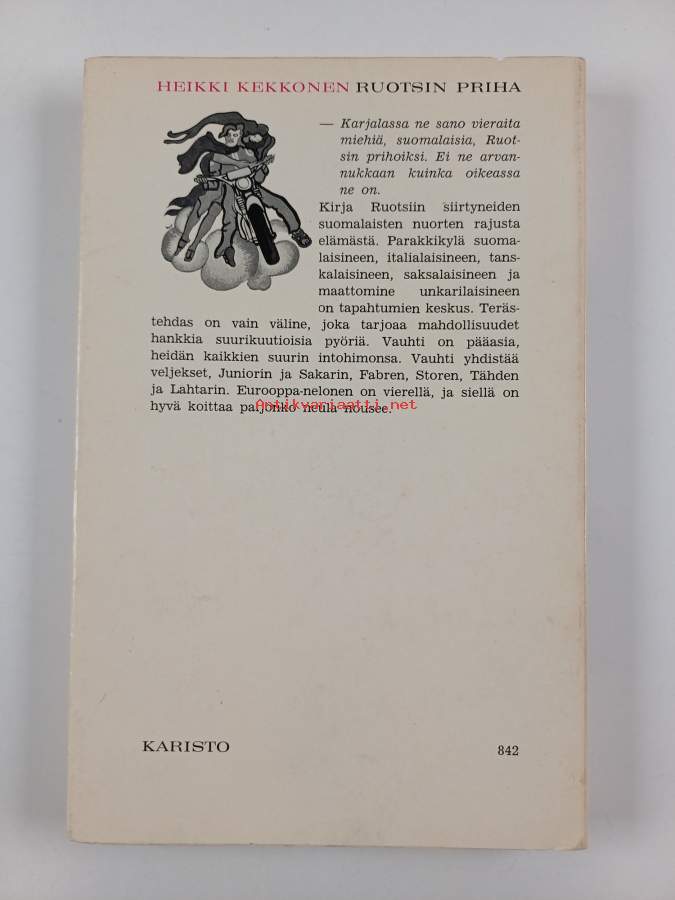 HEIKKI KEKKONEN RUOTSIN PRIHA
— Karjalassa ne sano vieraita
miehiä, suomalaisia, Ruot-
sin prihoiksi. Ei ne arvan-
nukkaan kuinka oikeassa
ne on.
Kirja Ruotsiin siirtyneiden
suomalaisten nuorten rajusta
elämästä. Parakkikylä suoma-
laisineen, italialaisineen, tans-
kalaisineen, saksalaisineen ja
maattomine unkarilaisineen
on tapahtumien keskus. Teräs-
tehdas on vain väline, joka tarjoaa mahdollisuudet
hankkia suurikuutioisia pyöriä. Vauhti on pääasia,
heidän kaikkien suurin intohimonsa. Vauhti yhdistää
veljekset, Juniorin ja Sakarin, Fabren, Storen, Tähden
ja Lahtarin. Eurooppa-nelonen on vierellä, ja siellä on
hyvä koittaa paljonko neula nousee.
Antikvariaatti.net
KARISTO
842